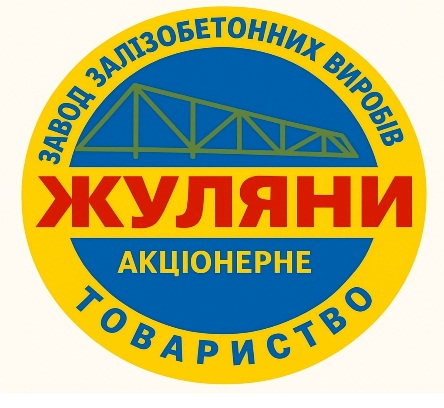 ЗАВОД ЗАЛІЗОБЕТОННИХ ВИРОБІВ
ЖУЛЯНИ
АКЦІОНЕРНЕ
ТОВАРИСТВО